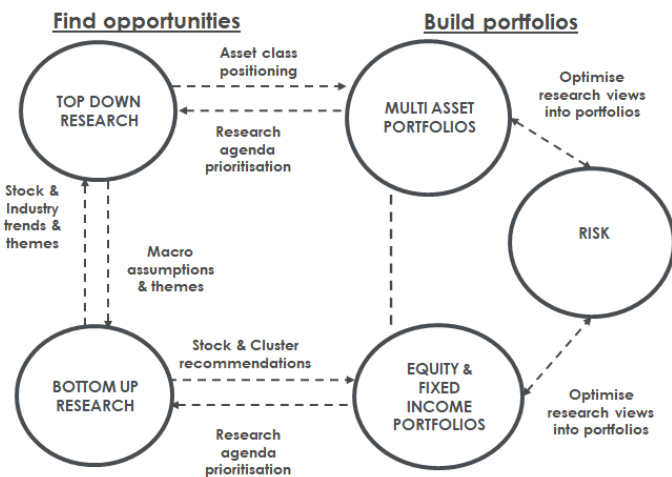 Find opportunities
Build portfolios
Asset class
positioning
TOP DOWN
RESEARCH
MULTI ASSET
PORTFOLIOS
Optimise
research views
into portfolios
Research
agenda
prioritisation
Stock &
Industry
trends &
themes
Macro
assumptions
& themes
RISK
Stock & Cluster
recommendations
BOTTOM UP
RESEARCH
EQUITY &
FIXED
INCOME
PORTFOLIOS
Optimise
research views
into portfolios
Research
agenda
prioritisation